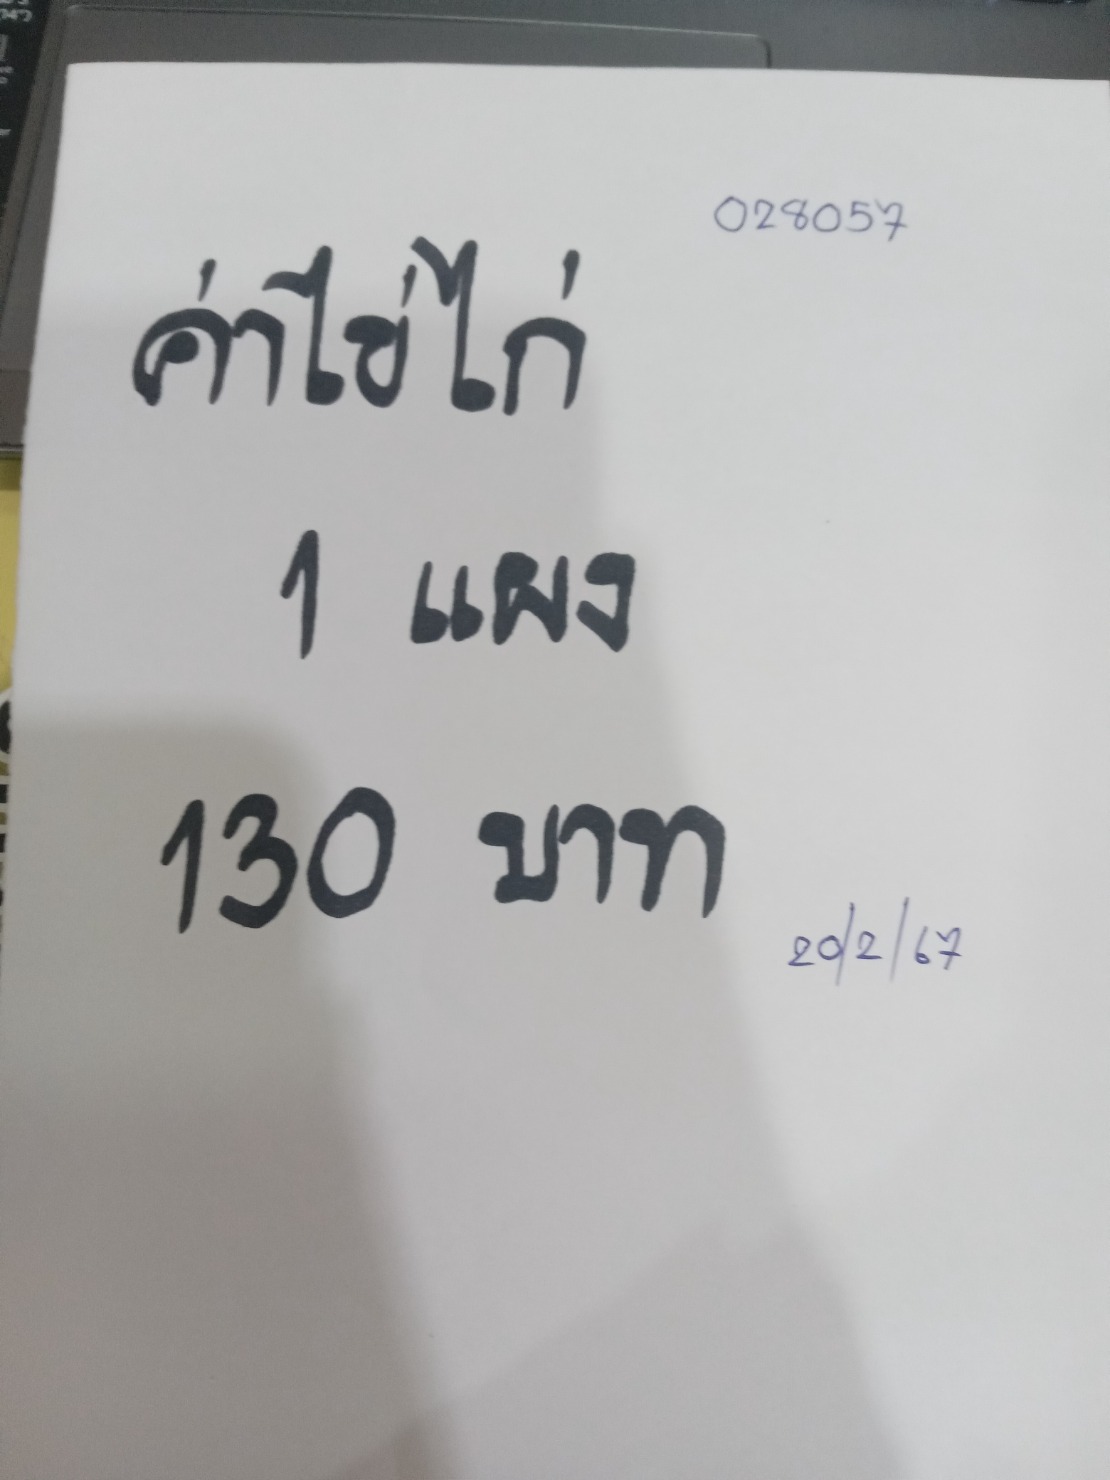 028057
ค่าไข่ไก่
1 แผง
130 บาท
20/2/67